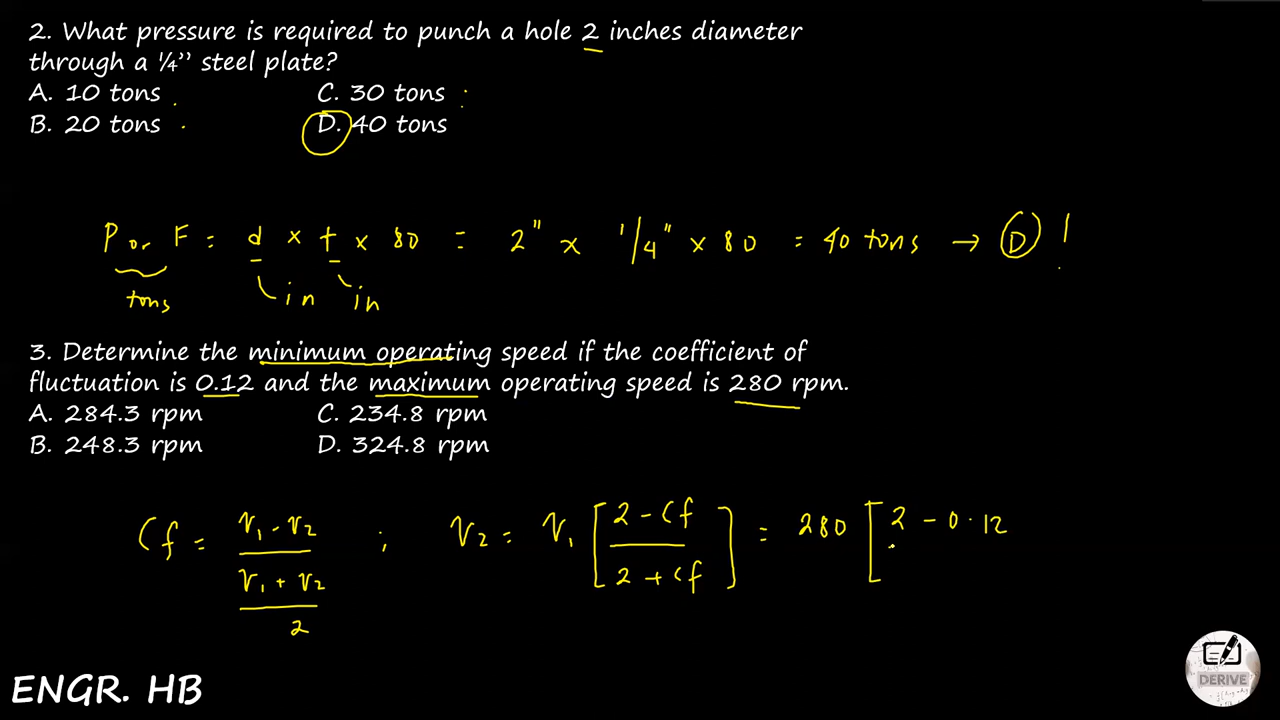 2. What pressure is required to punch a hole 2 inches diameter
through a ¼” steel plate?
A. 10 tons C. 30 tons
B. 20 tons D. 40 tons
P or F = d x t x 80 = 2" x 1/4" x 80 = 40 tons → D !
tons in in
3. Determine the minimum operating speed if the coefficient of
fluctuation is 0.12 and the maximum operating speed is 280 rpm.
A. 284.3 rpm C. 234.8 rpm
B. 248.3 rpm D. 324.8 rpm
Cf = (V1 - V2) / ((V1 + V2) / 2) ; V2 = V1 [(2 - Cf) / (2 + Cf)] = 280 [2 - 0.12
ENGR. HB
DERIVE